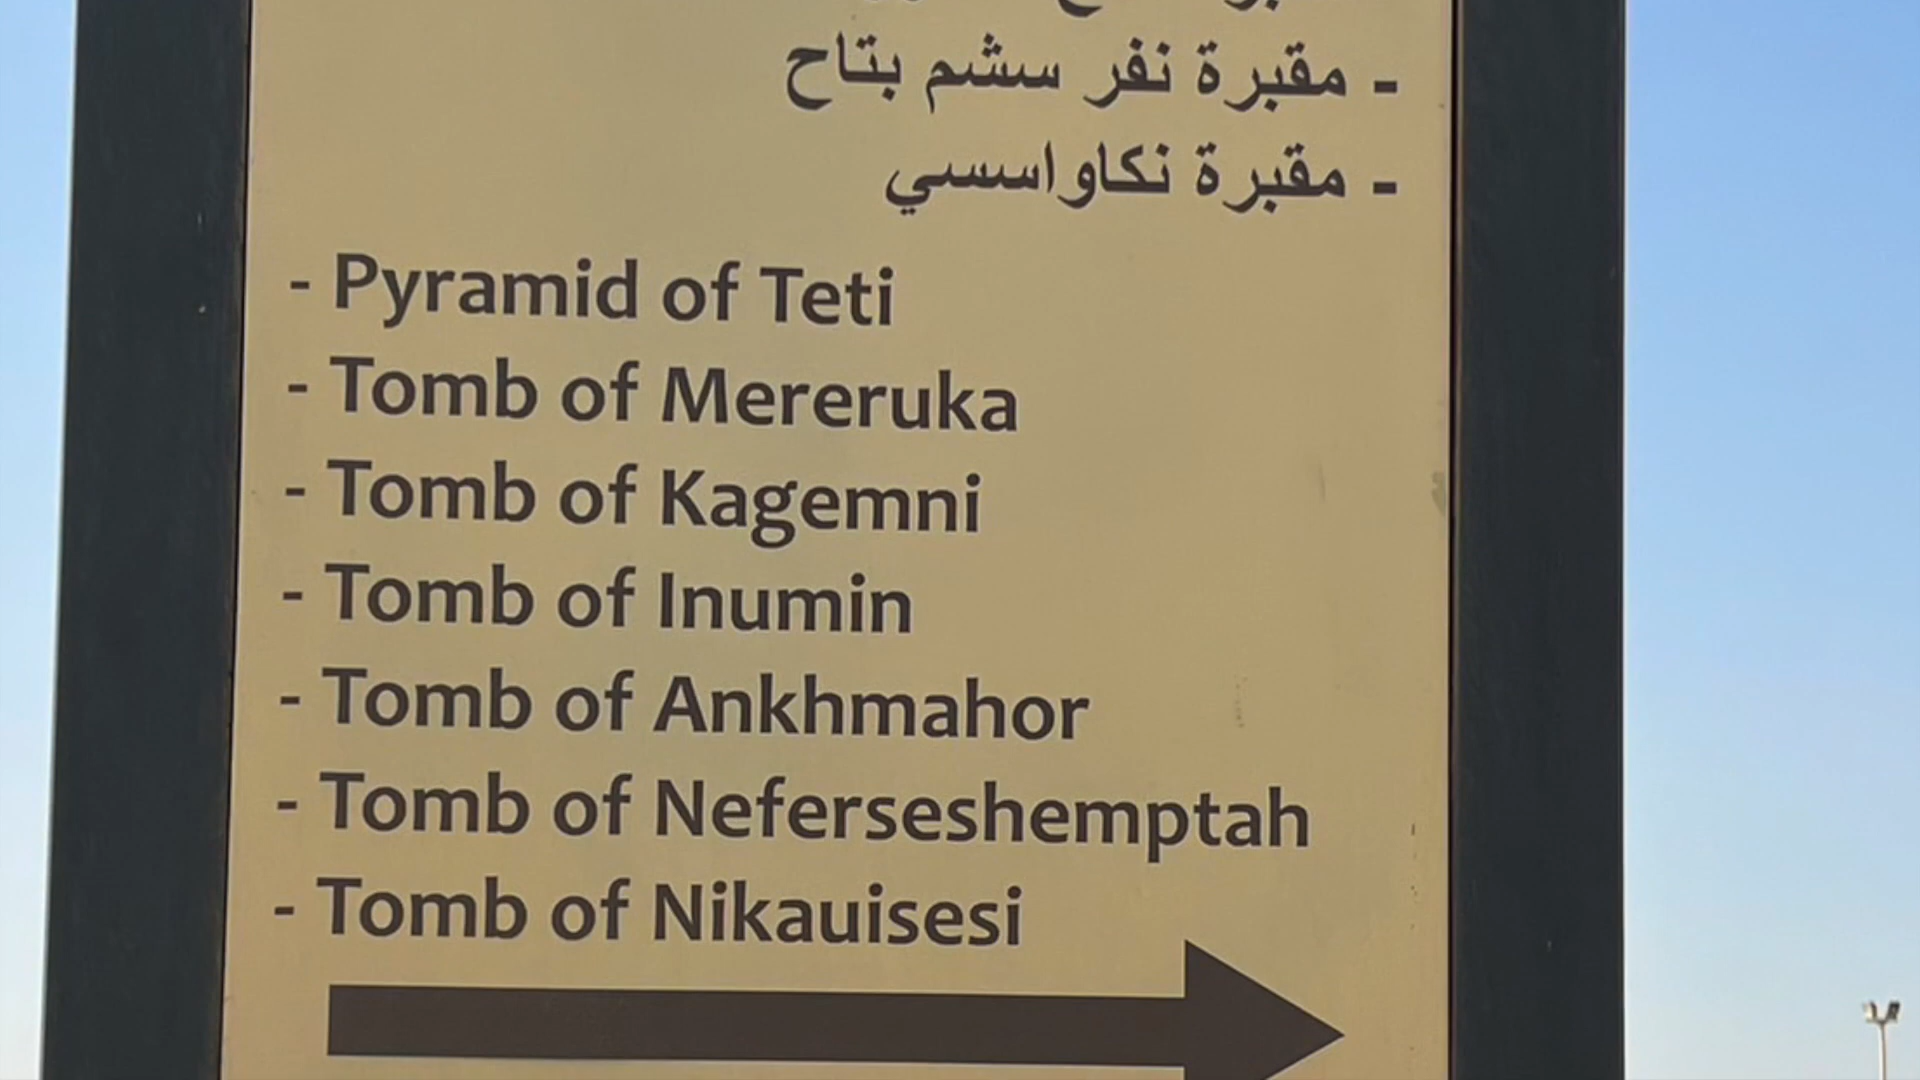 - مقبرة نفر سشم بتاح
- مقبرة نكاواسسي
- Pyramid of Teti
- Tomb of Mereruka
- Tomb of Kagemni
- Tomb of Inumin
- Tomb of Ankhmahor
- Tomb of Neferseshemptah
- Tomb of Nikauisesi